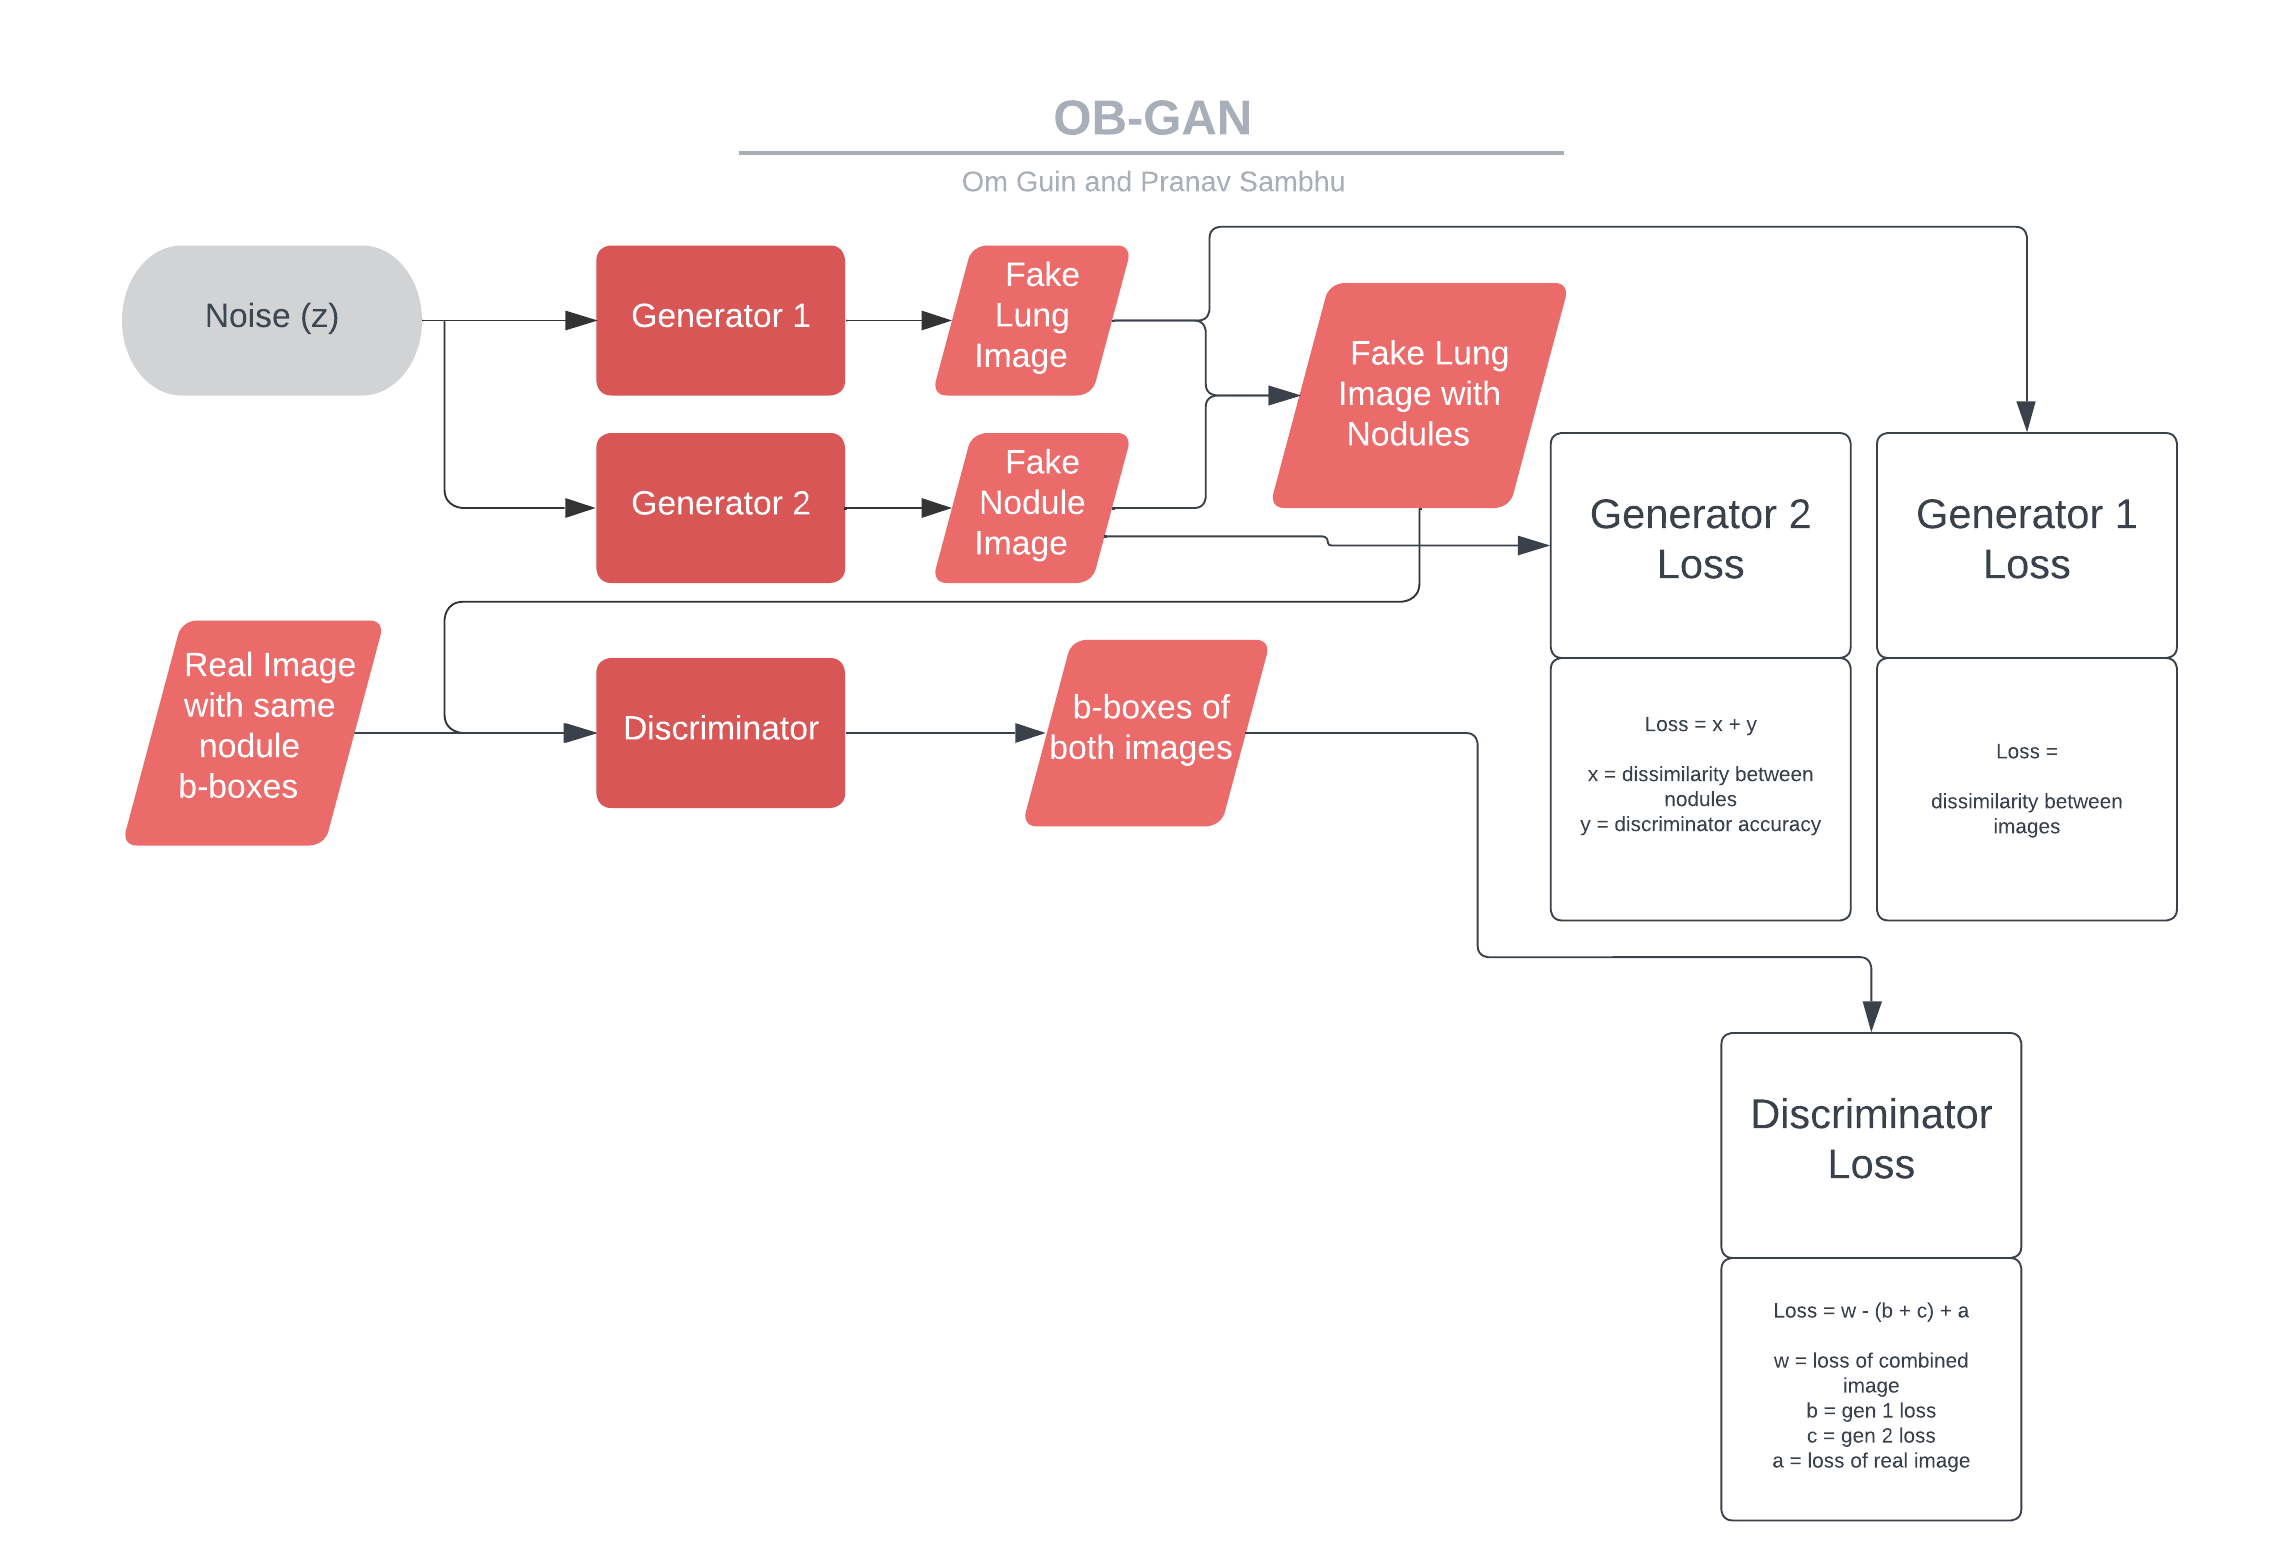 OB-GAN
Om Guin and Pranav Sambhu
Noise (z)
Generator 1
Fake
Lung
Image
Fake Lung
Image with
Nodules
Generator 2
Fake
Nodule
Image
Generator 2
Loss
Generator 1
Loss
Real Image
with same
nodule
b-boxes
Discriminator
b-boxes of
both images
Loss = x + y
x = dissimilarity between
nodules
y = discriminator accuracy
Loss =
dissimilarity between
images
Discriminator
Loss
Loss = w - (b + c) + a
w = loss of combined
image
b = gen 1 loss
c = gen 2 loss
a = loss of real image